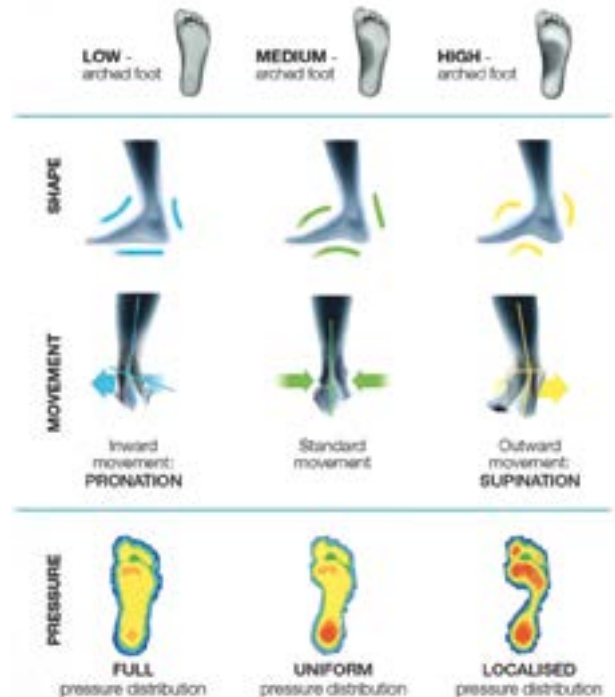 LOW -
arched foot
MEDIUM -
arched foot
HIGH -
arched foot
SHAPE
MOVEMENT
Inward
movement:
PRONATION
Standard
movement
Outward
movement:
SUPINATION
PRESSURE
FULL
pressure distribution
UNIFORM
pressure distribution
LOCALISED
pressure distribution